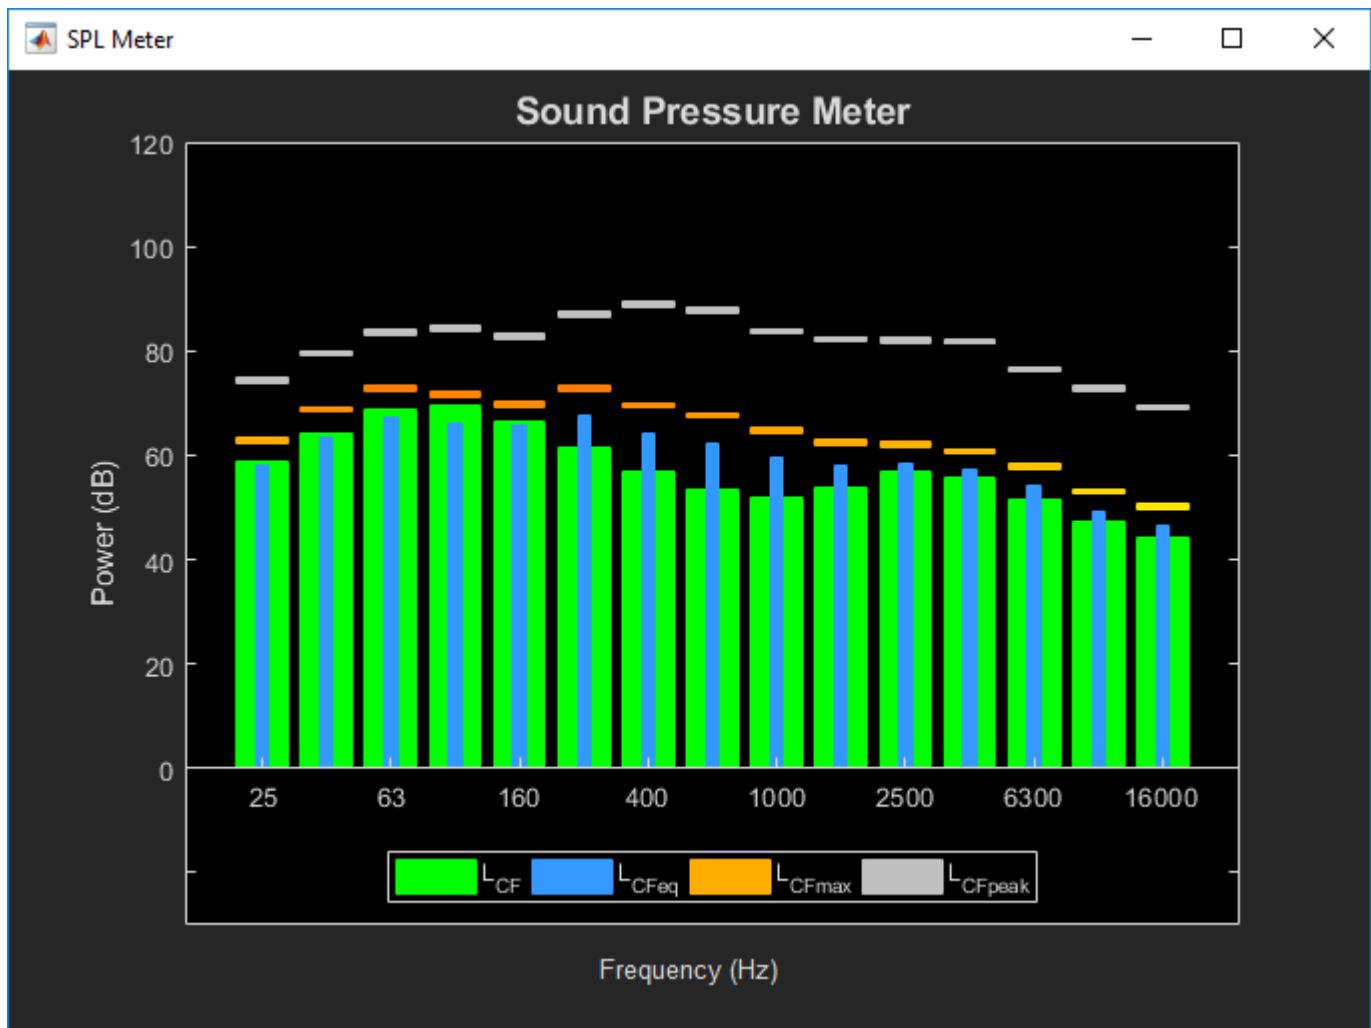 SPL Meter
Sound Pressure Meter
120
100
80
60
40
20
0
Power (dB)
25 63 160 400 1000 2500 6300 16000
LCF LCFeq LCFmax LCFpeak
Frequency (Hz)